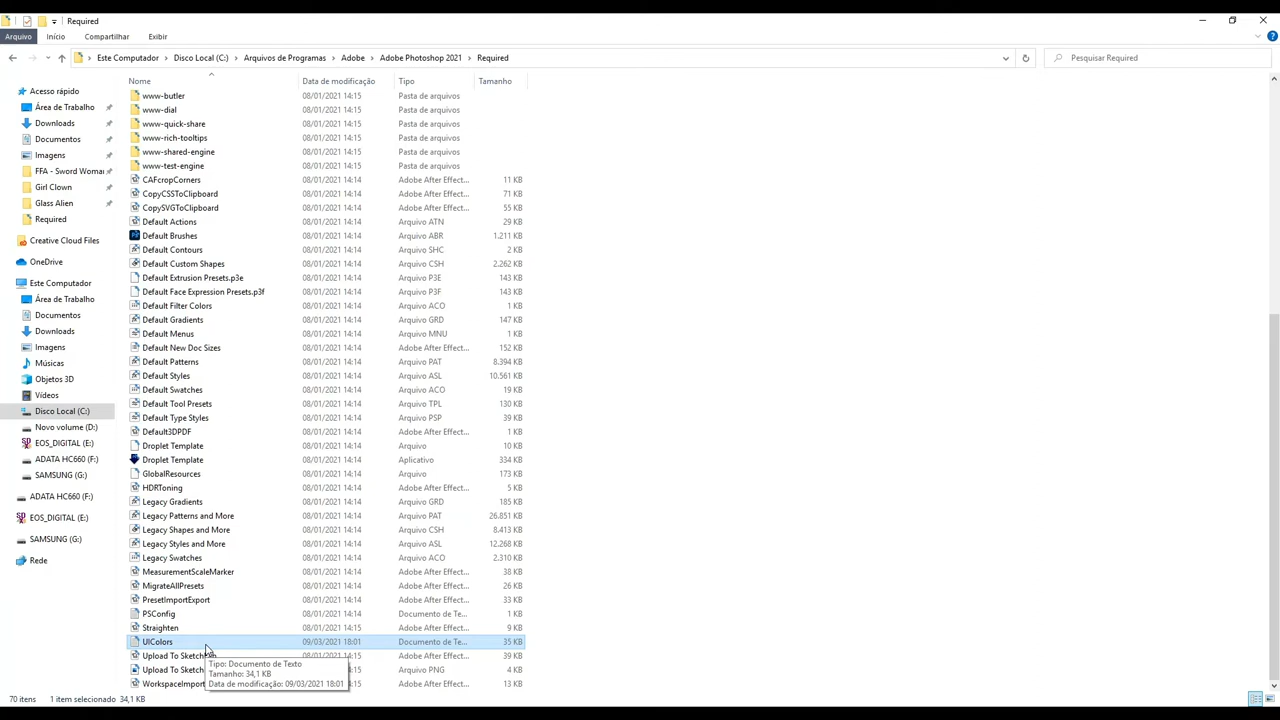 Required
Arquivo Início Compartilhar Exibir
Este Computador Disco Local (C:) Arquivos de Programas Adobe Adobe Photoshop 2021 Required Pesquisar Required
Nome Data de modificação Tipo Tamanho
Acesso rápido
Área de Trabalho
Downloads
Documentos
Imagens
FFA - Sword Woma
Girl Clown
Glass Alien
Required
Creative Cloud Files
OneDrive
Este Computador
Área de Trabalho
Documentos
Downloads
Imagens
Músicas
Objetos 3D
Vídeos
Disco Local (C:)
Novo volume (D:)
EOS_DIGITAL (E:)
ADATA HC660 (F:)
SAMSUNG (G:)
ADATA HC660 (F:)
EOS_DIGITAL (E:)
SAMSUNG (G:)
Rede
www-butler 08/01/2021 14:15 Pasta de arquivos
www-dial 08/01/2021 14:15 Pasta de arquivos
www-quick-share 08/01/2021 14:15 Pasta de arquivos
www-rich-tooltips 08/01/2021 14:15 Pasta de arquivos
www-shared-engine 08/01/2021 14:15 Pasta de arquivos
www-test-engine 08/01/2021 14:15 Pasta de arquivos
CAFcropCorners 08/01/2021 14:14 Adobe After Effect... 11 KB
CopyCSSToClipboard 08/01/2021 14:14 Adobe After Effect... 71 KB
CopySVGToClipboard 08/01/2021 14:14 Adobe After Effect... 55 KB
Default Actions 08/01/2021 14:14 Arquivo ATN 29 KB
Default Brushes 08/01/2021 14:14 Arquivo ABR 1.211 KB
Default Contours 08/01/2021 14:14 Arquivo SHC 2 KB
Default Custom Shapes 08/01/2021 14:14 Arquivo CSH 2.262 KB
Default Extrusion Presets.p3e 08/01/2021 14:14 Arquivo P3E 143 KB
Default Face Expression Presets.p3f 08/01/2021 14:14 Arquivo P3F 143 KB
Default Filter Colors 08/01/2021 14:14 Arquivo ACO 1 KB
Default Gradients 08/01/2021 14:14 Arquivo GRD 147 KB
Default Menus 08/01/2021 14:14 Arquivo MNU 1 KB
Default New Doc Sizes 08/01/2021 14:14 Adobe After Effect... 152 KB
Default Patterns 08/01/2021 14:14 Arquivo PAT 8.394 KB
Default Styles 08/01/2021 14:14 Arquivo ASL 10.561 KB
Default Swatches 08/01/2021 14:14 Arquivo ACO 19 KB
Default Tool Presets 08/01/2021 14:14 Arquivo TPL 130 KB
Default Type Styles 08/01/2021 14:14 Arquivo PSP 39 KB
Default3DPDF 08/01/2021 14:14 Adobe After Effect... 1 KB
Droplet Template 08/01/2021 14:14 Arquivo 10 KB
Droplet Template 08/01/2021 14:14 Aplicativo 334 KB
GlobalResources 08/01/2021 14:14 Arquivo 173 KB
HDRToning 08/01/2021 14:14 Adobe After Effect... 5 KB
Legacy Gradients 08/01/2021 14:14 Arquivo GRD 185 KB
Legacy Patterns and More 08/01/2021 14:14 Arquivo PAT 26.851 KB
Legacy Shapes and More 08/01/2021 14:14 Arquivo CSH 8.413 KB
Legacy Styles and More 08/01/2021 14:14 Arquivo ASL 12.268 KB
Legacy Swatches 08/01/2021 14:14 Arquivo ACO 2.310 KB
MeasurementScaleMarker 08/01/2021 14:14 Adobe After Effect... 38 KB
MigrateAllPresets 08/01/2021 14:14 Adobe After Effect... 26 KB
PresetImportExport 08/01/2021 14:14 Adobe After Effect... 33 KB
PSConfig 08/01/2021 14:14 Documento de Te... 1 KB
Straighten 08/01/2021 14:15 Adobe After Effect... 9 KB
UIColors 09/03/2021 18:01 Documento de Te... 35 KB
Upload To Sketch 08/01/2021 14:15 Adobe After Effect... 39 KB
Upload To Sketch Arquivo PNG 4 KB
WorkspaceImport Adobe After Effect... 13 KB
Tipo: Documento de Texto
Tamanho: 34,1 KB
Data de modificação: 09/03/2021 18:01
70 itens 1 item selecionado 34,1 KB